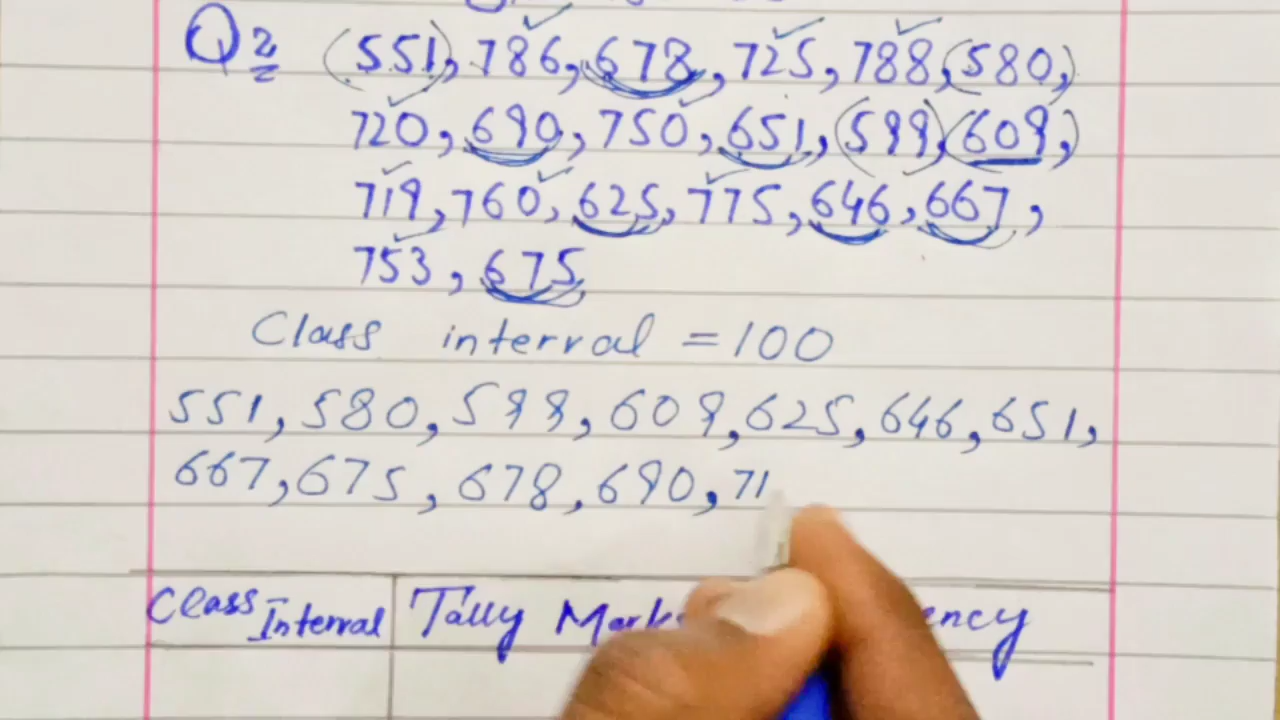 Q2 (551), 786, 678, 725, 788, (580,)
720, 690, 750, 651, (599), (609,)
719, 760, 625, 775, 646, 667,
753, 675
Class interval = 100
551, 580, 599, 609, 625, 646, 651,
667, 675, 678, 690, 71
Class Interval Tally Marks ency